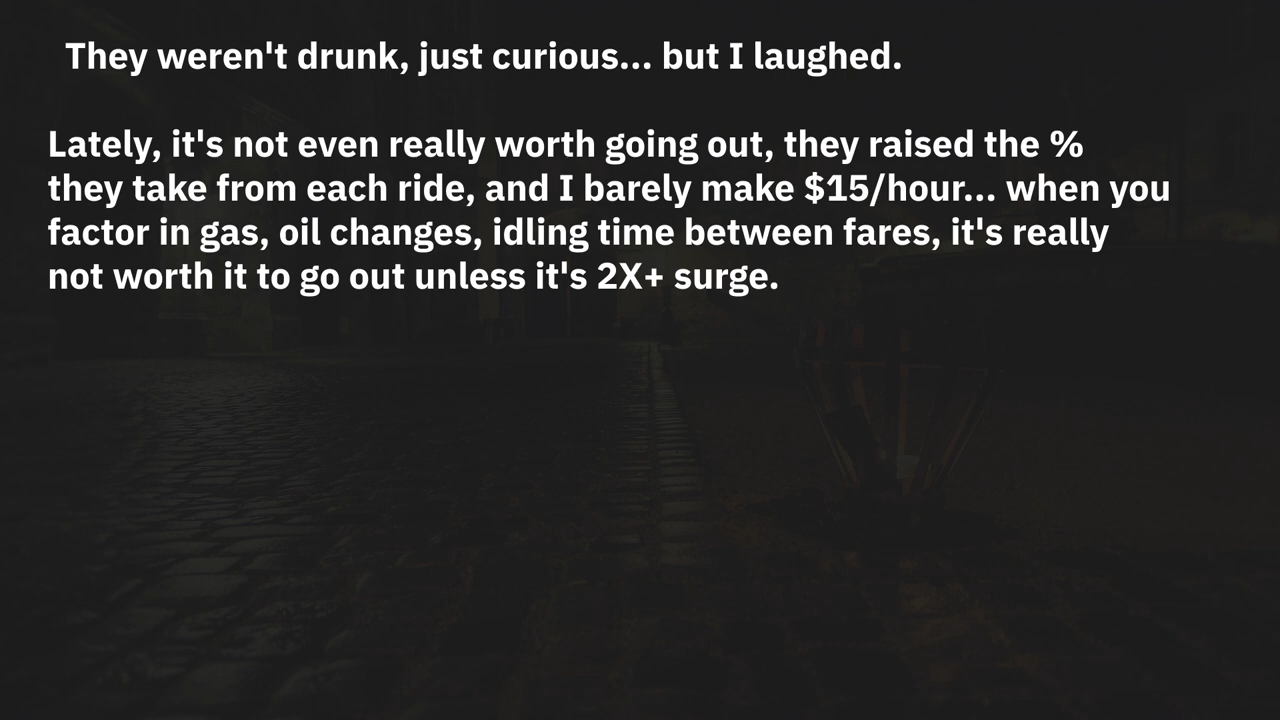 They weren't drunk, just curious... but I laughed.
Lately, it's not even really worth going out, they raised the %
they take from each ride, and I barely make $15/hour... when you
factor in gas, oil changes, idling time between fares, it's really
not worth it to go out unless it's 2X+ surge.